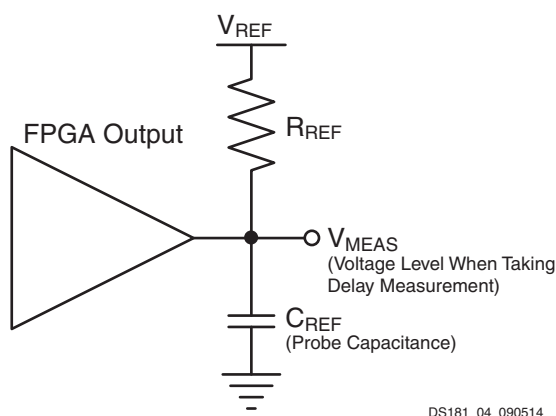 VREF
FPGA Output
RREF
VMEAS
(Voltage Level When Taking
Delay Measurement)
CREF
(Probe Capacitance)
DS181_04_090514